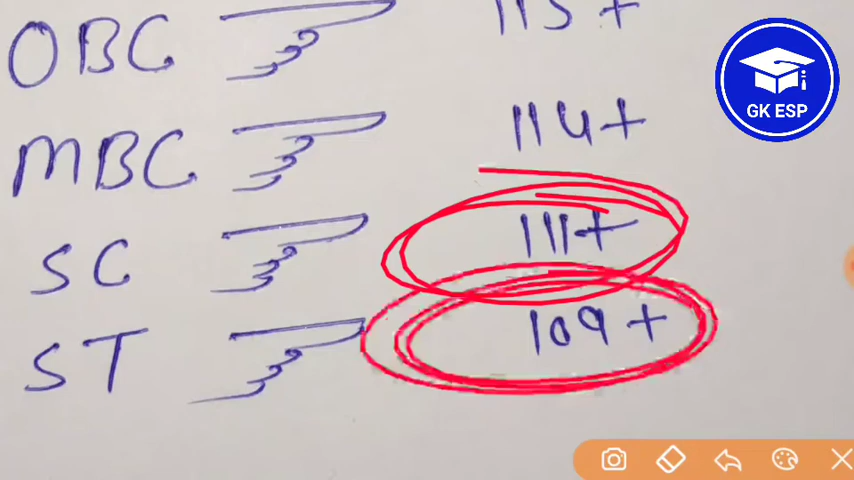 OBC 115+
MBC 114+
SC 111+
ST 109+
GK ESP